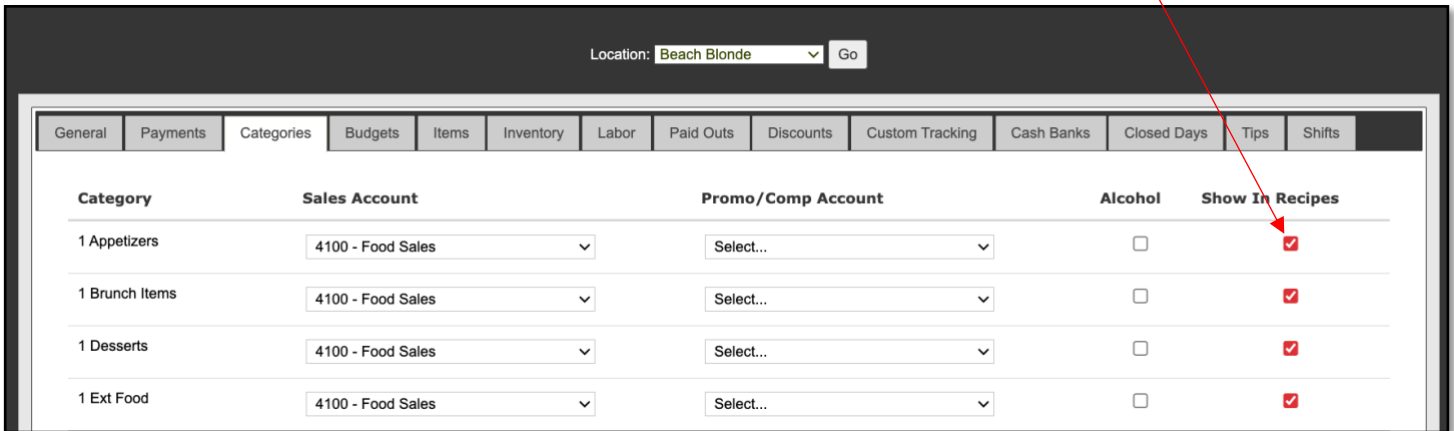 Location: Beach Blonde Go
General Payments Categories Budgets Items Inventory Labor Paid Outs Discounts Custom Tracking Cash Banks Closed Days Tips Shifts
Category Sales Account Promo/Comp Account Alcohol Show In Recipes
1 Appetizers 4100 - Food Sales Select...
1 Brunch Items 4100 - Food Sales Select...
1 Desserts 4100 - Food Sales Select...
1 Ext Food 4100 - Food Sales Select...